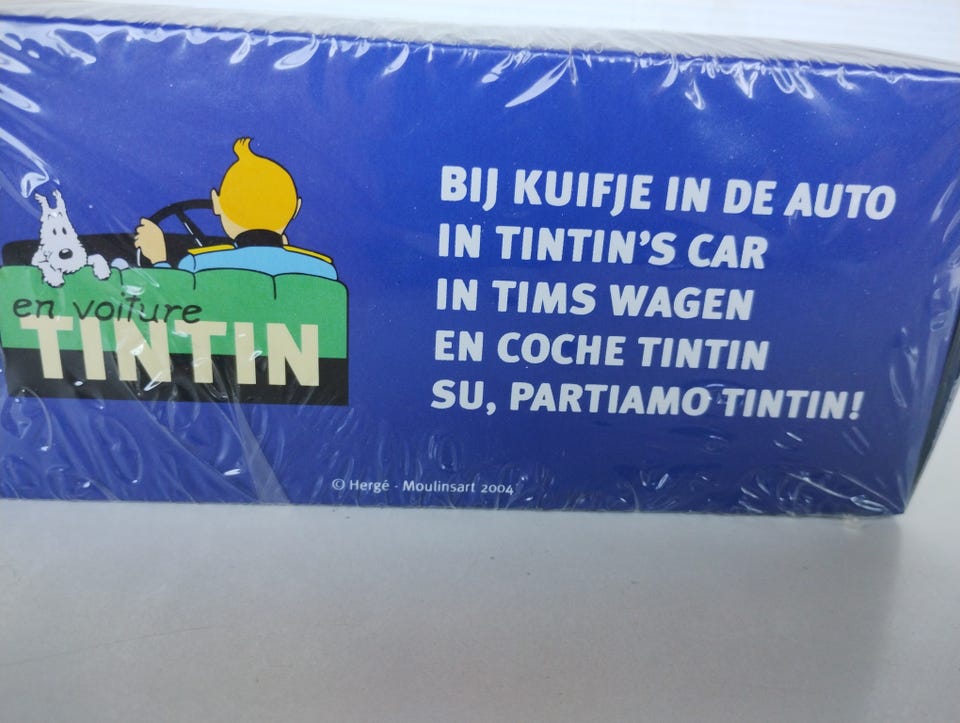 en voiture
TINTIN
BIJ KUIFJE IN DE AUTO
IN TINTIN'S CAR
IN TIMS WAGEN
EN COCHE TINTIN
SU, PARTIAMO TINTIN!
© Hergé - Moulinsart 2004